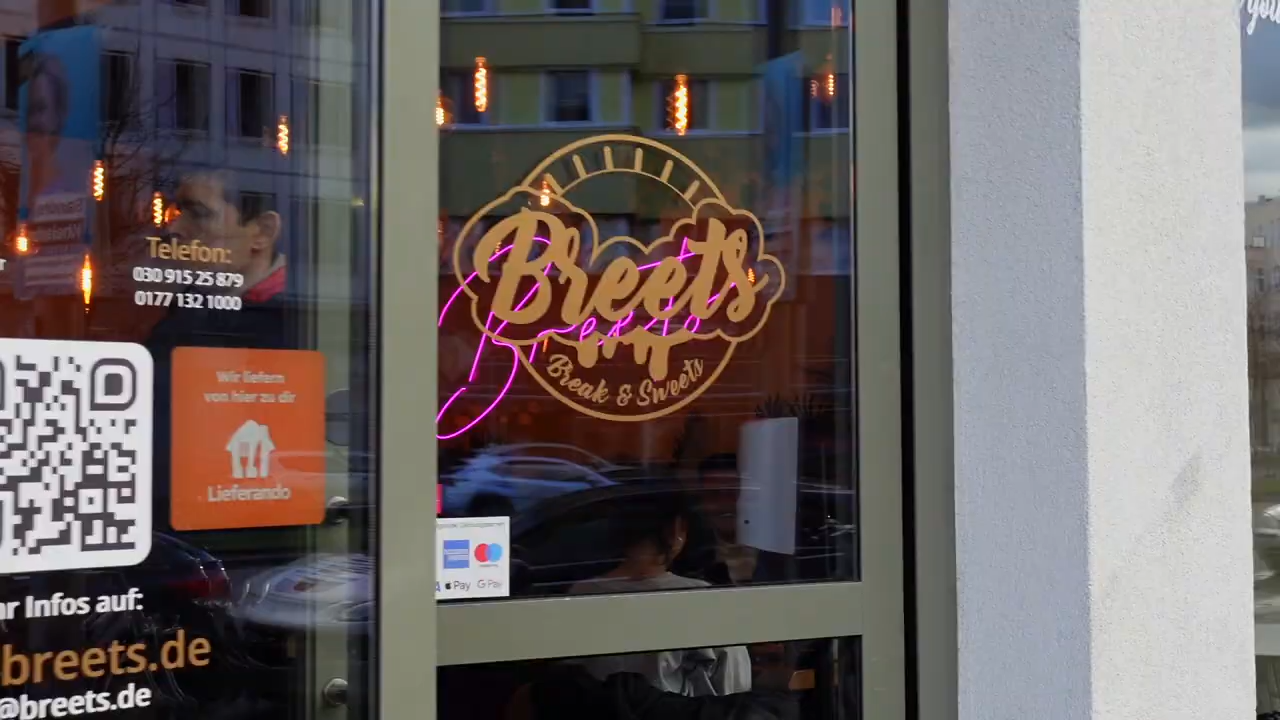 Telefon:
030 915 25 879
0177 132 1000
Wir liefern
von hier zu dir
Lieferando
Infos auf:
breets.de
@breets.de
Breets
Breets
Break & Sweets
Pay G Pay